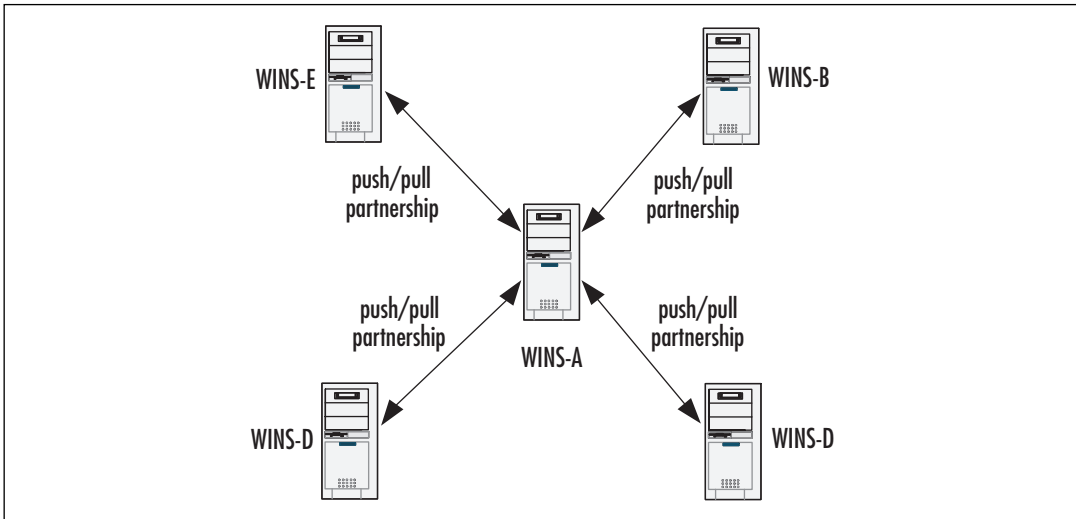 WINS-E
WINS-B
push/pull
partnership
push/pull
partnership
push/pull
partnership
WINS-A
push/pull
partnership
WINS-D
WINS-D